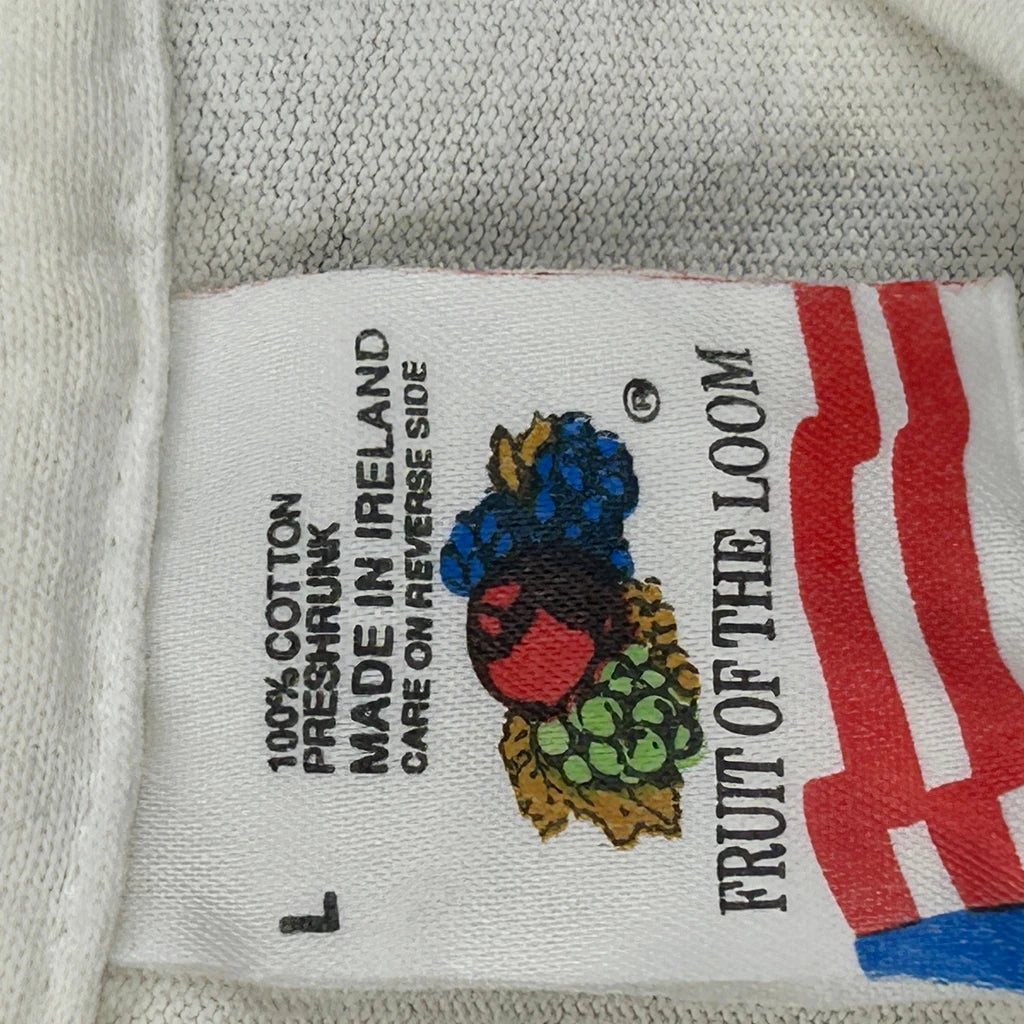 FRUIT OF THE LOOM
®
L
100% COTTON
PRESHRUNK
MADE IN IRELAND
CARE ON REVERSE SIDE